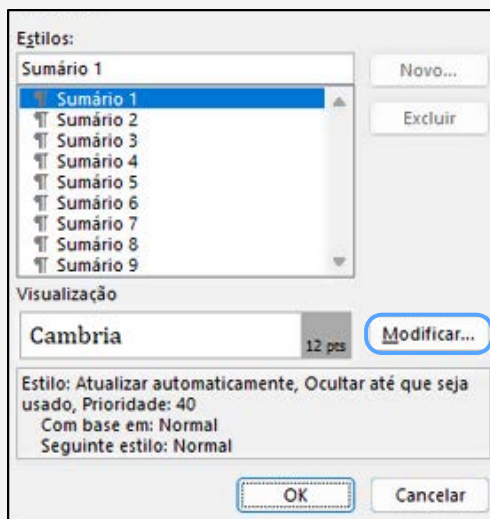 Estilos:
Sumário 1
Novo...
Sumário 1
Sumário 2
Sumário 3
Sumário 4
Sumário 5
Sumário 6
Sumário 7
Sumário 8
Sumário 9
Excluir
Visualização
Cambria
12 pts
Modificar...
Estilo: Atualizar automaticamente, Ocultar até que seja
usado, Prioridade: 40
Com base em: Normal
Seguinte estilo: Normal
OK
Cancelar